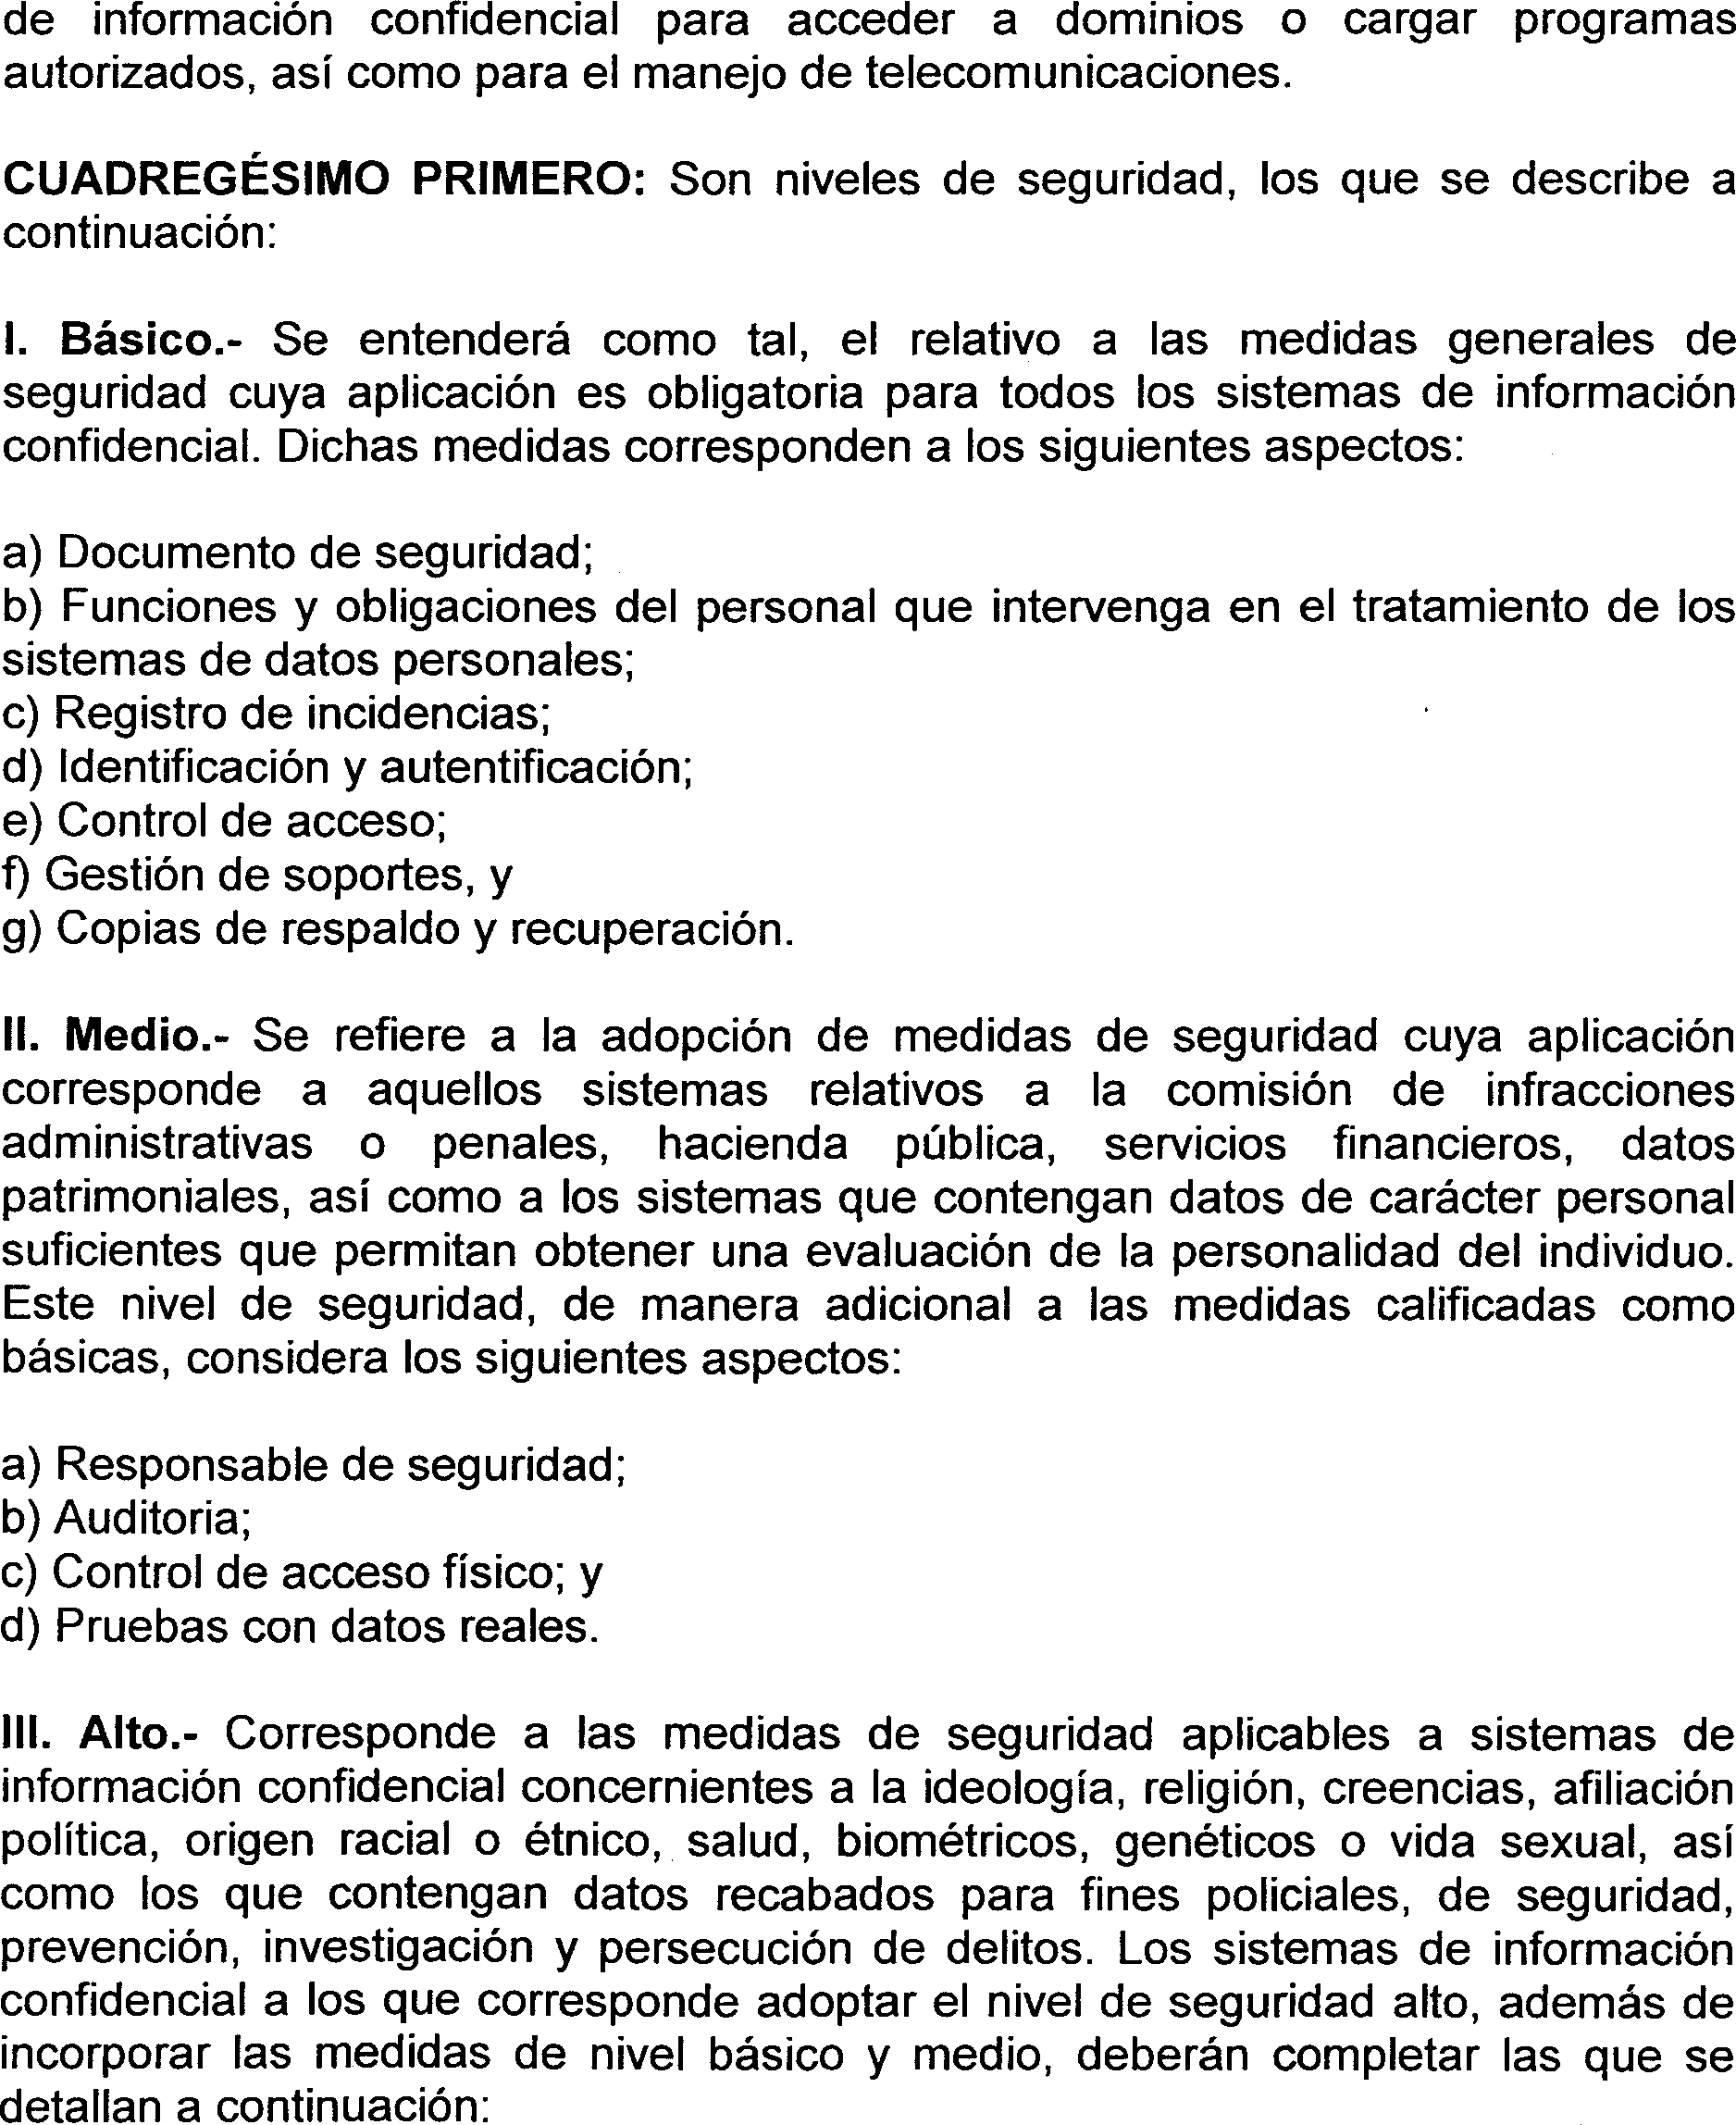 de información confidencial para acceder a dominios o cargar programas
autorizados, así como para el manejo de telecomunicaciones.
CUADREGÉSIMO PRIMERO: Son niveles de seguridad, los que se describe a
continuación:
I. Básico.- Se entenderá como tal, el relativo a las medidas generales de
seguridad cuya aplicación es obligatoria para todos los sistemas de información
confidencial. Dichas medidas corresponden a los siguientes aspectos:
a) Documento de seguridad;
b) Funciones y obligaciones del personal que intervenga en el tratamiento de los
sistemas de datos personales;
c) Registro de incidencias;
d) Identificación y autentificación;
e) Control de acceso;
f) Gestión de soportes, y
g) Copias de respaldo y recuperación.
II. Medio.- Se refiere a la adopción de medidas de seguridad cuya aplicación
corresponde a aquellos sistemas relativos a la comisión de infracciones
administrativas o penales, hacienda pública, servicios financieros, datos
patrimoniales, así como a los sistemas que contengan datos de carácter personal
suficientes que permitan obtener una evaluación de la personalidad del individuo.
Este nivel de seguridad, de manera adicional a las medidas calificadas como
básicas, considera los siguientes aspectos:
a) Responsable de seguridad;
b) Auditoria;
c) Control de acceso físico; y
d) Pruebas con datos reales.
III. Alto.- Corresponde a las medidas de seguridad aplicables a sistemas de
información confidencial concernientes a la ideología, religión, creencias, afiliación
política, origen racial o étnico, salud, biométricos, genéticos o vida sexual, así
como los que contengan datos recabados para fines policiales, de seguridad,
prevención, investigación y persecución de delitos. Los sistemas de información
confidencial a los que corresponde adoptar el nivel de seguridad alto, además de
incorporar las medidas de nivel básico y medio, deberán completar las que se
detallan a continuación: